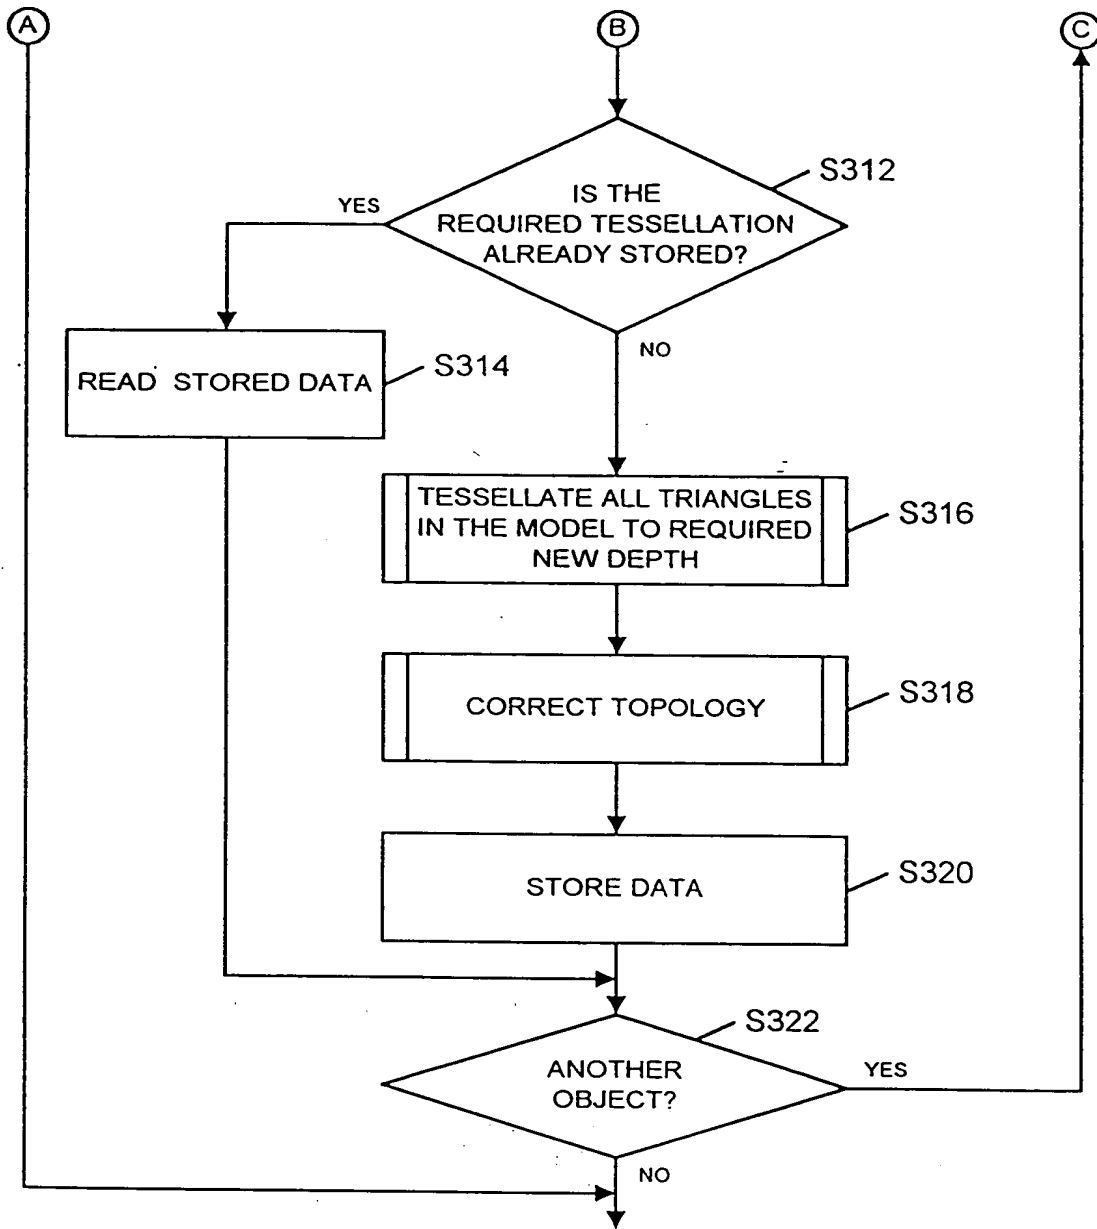 A
B
C
S312
IS THE
REQUIRED TESSELLATION
ALREADY STORED?
YES
NO
READ STORED DATA
S314
TESSELLATE ALL TRIANGLES
IN THE MODEL TO REQUIRED
NEW DEPTH
S316
CORRECT TOPOLOGY
S318
STORE DATA
S320
S322
ANOTHER
OBJECT?
YES
NO